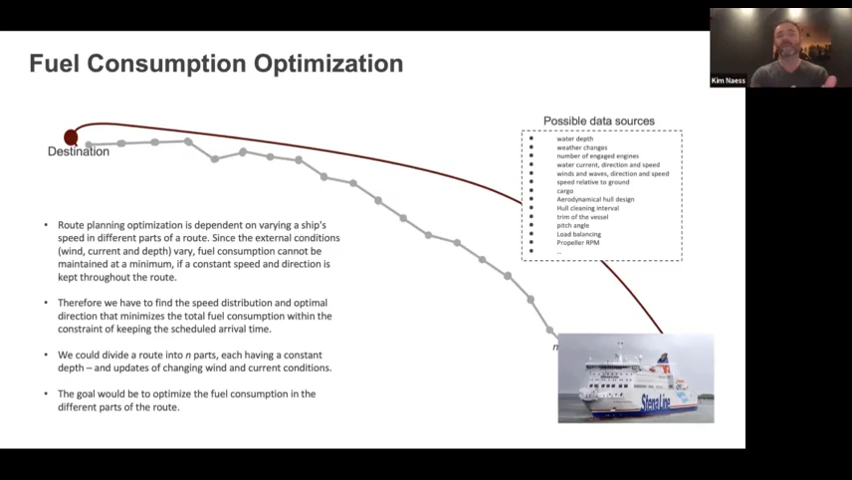 Fuel Consumption Optimization
Kim Naess
Destination
Possible data sources
water depth
weather changes
number of engaged engines
water current, direction and speed
winds and waves, direction and speed
speed relative to ground
cargo
Aerodynamical hull design
Hull cleaning interval
trim of the vessel
pitch angle
Load balancing
Propeller RPM
...
• Route planning optimization is dependent on varying a ship's
speed in different parts of a route. Since the external conditions
(wind, current and depth) vary, fuel consumption cannot be
maintained at a minimum, if a constant speed and direction is
kept throughout the route.
• Therefore we have to find the speed distribution and optimal
direction that minimizes the total fuel consumption within the
constraint of keeping the scheduled arrival time.
• We could divide a route into n parts, each having a constant
depth – and updates of changing wind and current conditions.
• The goal would be to optimize the fuel consumption in the
different parts of the route.
n
Stena Line